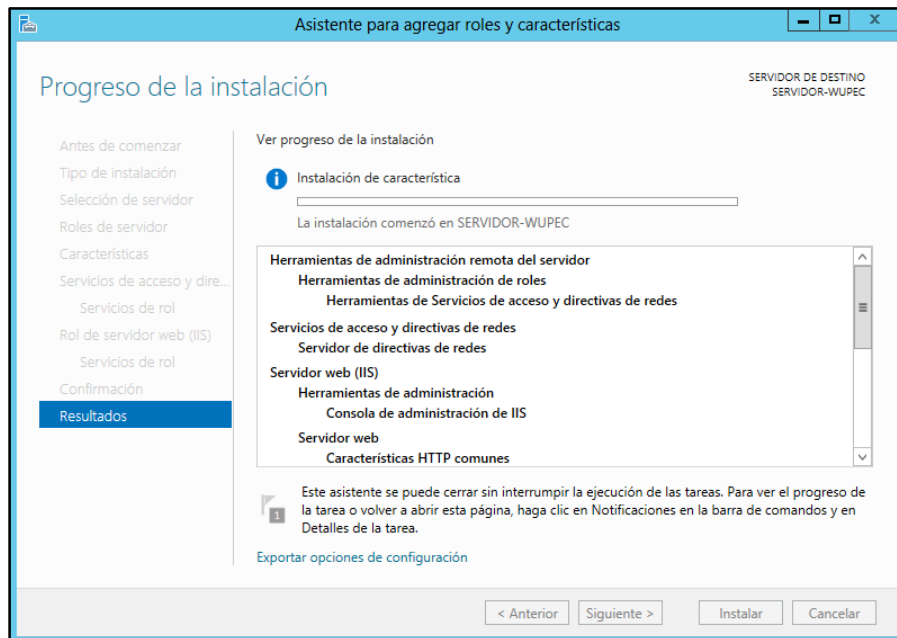 Asistente para agregar roles y características
Progreso de la instalación
SERVIDOR DE DESTINO
SERVIDOR-WUPEC
Antes de comenzar
Tipo de instalación
Selección de servidor
Roles de servidor
Características
Servicios de acceso y dire...
Servicios de rol
Rol de servidor web (IIS)
Servicios de rol
Confirmación
Resultados
Ver progreso de la instalación
Instalación de característica
La instalación comenzó en SERVIDOR-WUPEC
Herramientas de administración remota del servidor
Herramientas de administración de roles
Herramientas de Servicios de acceso y directivas de redes
Servicios de acceso y directivas de redes
Servidor de directivas de redes
Servidor web (IIS)
Herramientas de administración
Consola de administración de IIS
Servidor web
Características HTTP comunes
1
Este asistente se puede cerrar sin interrumpir la ejecución de las tareas. Para ver el progreso de
la tarea o volver a abrir esta página, haga clic en Notificaciones en la barra de comandos y en
Detalles de la tarea.
Exportar opciones de configuración
< Anterior
Siguiente >
Instalar
Cancelar